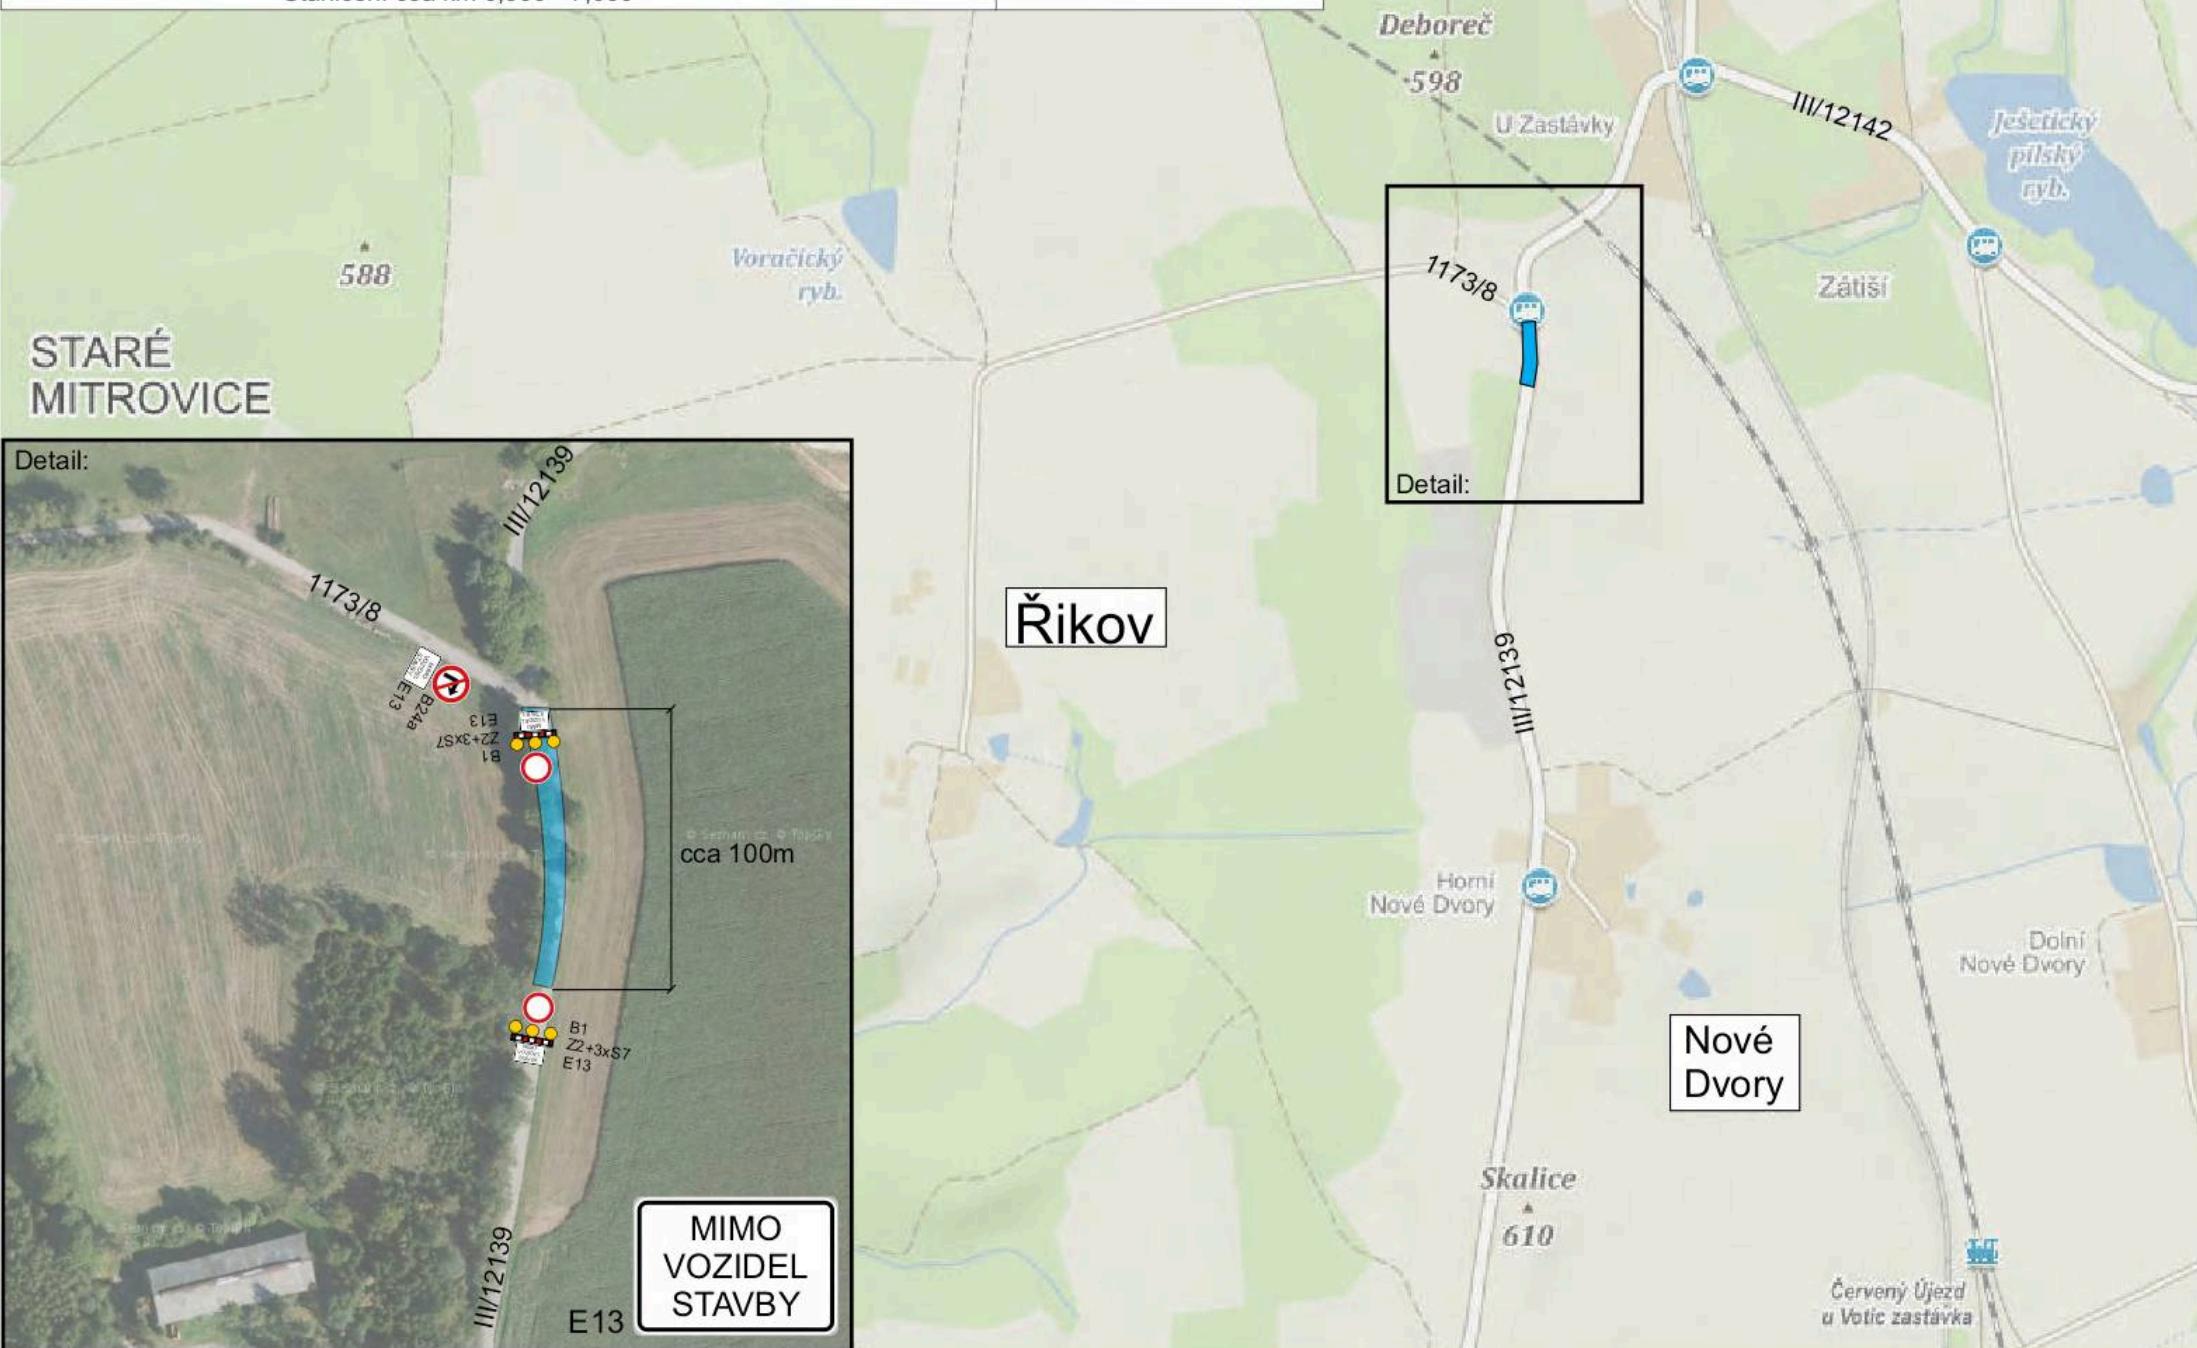 Deboreč
598
U Zastávky
III/12142
Ješetický
pilský
ryb.
588
Voračický
ryb.
1173/8
Zátiší
STARÉ
MITROVICE
Detail:
Řikov
III/12139
Horní
Nové Dvory
Dolní
Nové Dvory
Nové
Dvory
Skalice
610
Červený Újezd
u Votic zastávka
Detail:
III/12139
1173/8
E13
B24a
E13
Z2+3xS7
B1
© Seznam.cz, © TopGis
cca 100m
B1
Z2+3xS7
E13
III/12139
E13
MIMO
VOZIDEL
STAVBY